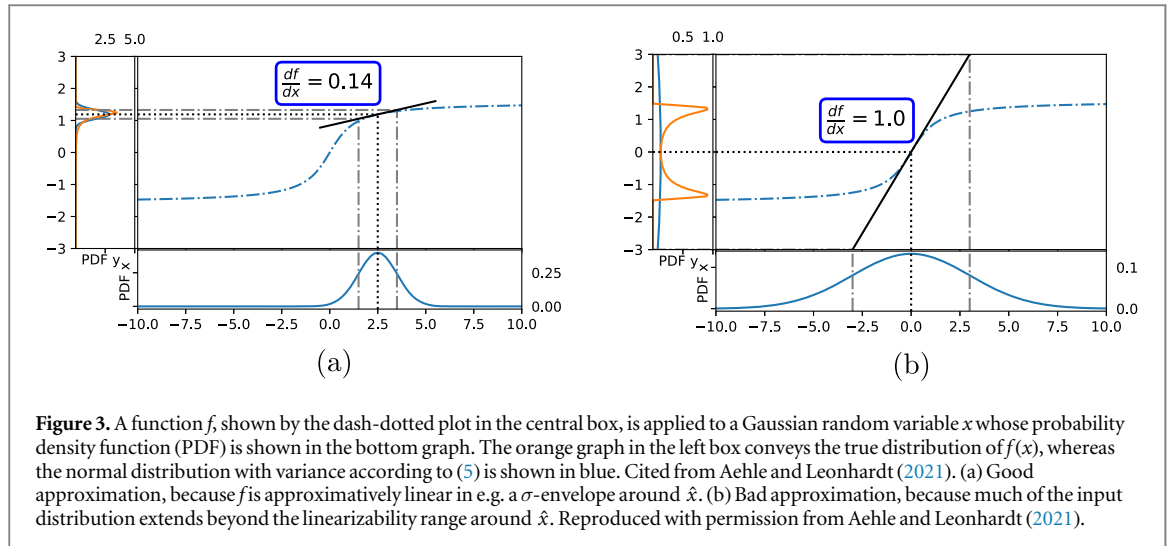 2.5 5.0
3
2
1
0
−1
−2
−3
df/dx = 0.14
PDF y
PDF x
0.25
0.00
−10.0 −7.5 −5.0 −2.5 0.0 2.5 5.0 7.5 10.0
(a)
0.5 1.0
3
2
1
0
−1
−2
−3
df/dx = 1.0
PDF y
PDF x
0.1
0.0
−10.0 −7.5 −5.0 −2.5 0.0 2.5 5.0 7.5 10.0
(b)
Figure 3. A function f, shown by the dash-dotted plot in the central box, is applied to a Gaussian random variable x whose probability
density function (PDF) is shown in the bottom graph. The orange graph in the left box conveys the true distribution of f(x), whereas
the normal distribution with variance according to (5) is shown in blue. Cited from Aehle and Leonhardt (2021). (a) Good
approximation, because f is approximatively linear in e.g. a σ-envelope around x̂. (b) Bad approximation, because much of the input
distribution extends beyond the linearizability range around x̂. Reproduced with permission from Aehle and Leonhardt (2021).